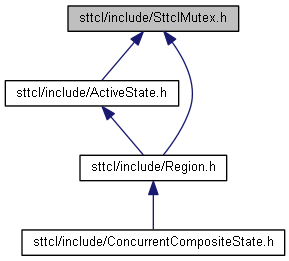 sttcl/include/SttclMutex.h
sttcl/include/ActiveState.h
sttcl/include/Region.h
sttcl/include/ConcurrentCompositeState.h